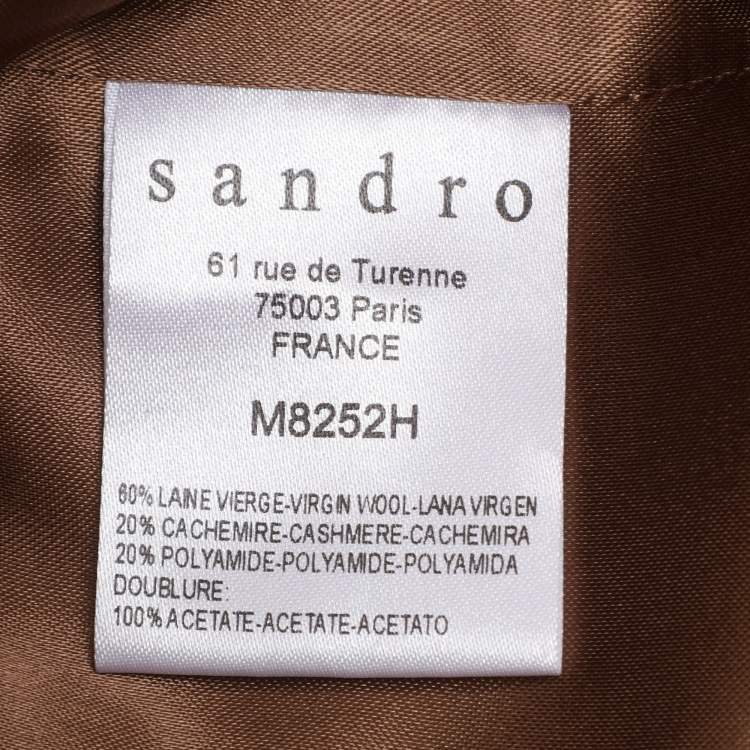 sandro
61 rue de Turenne
75003 Paris
FRANCE
M8252H
60% LAINE VIERGE-VIRGIN WOOL-LANA VIRGEN
20% CACHEMIRE-CASHMERE-CACHEMIRA
20% POLYAMIDE-POLYAMIDE-POLYAMIDA
DOUBLURE:
100% ACETATE-ACETATE-ACETATO